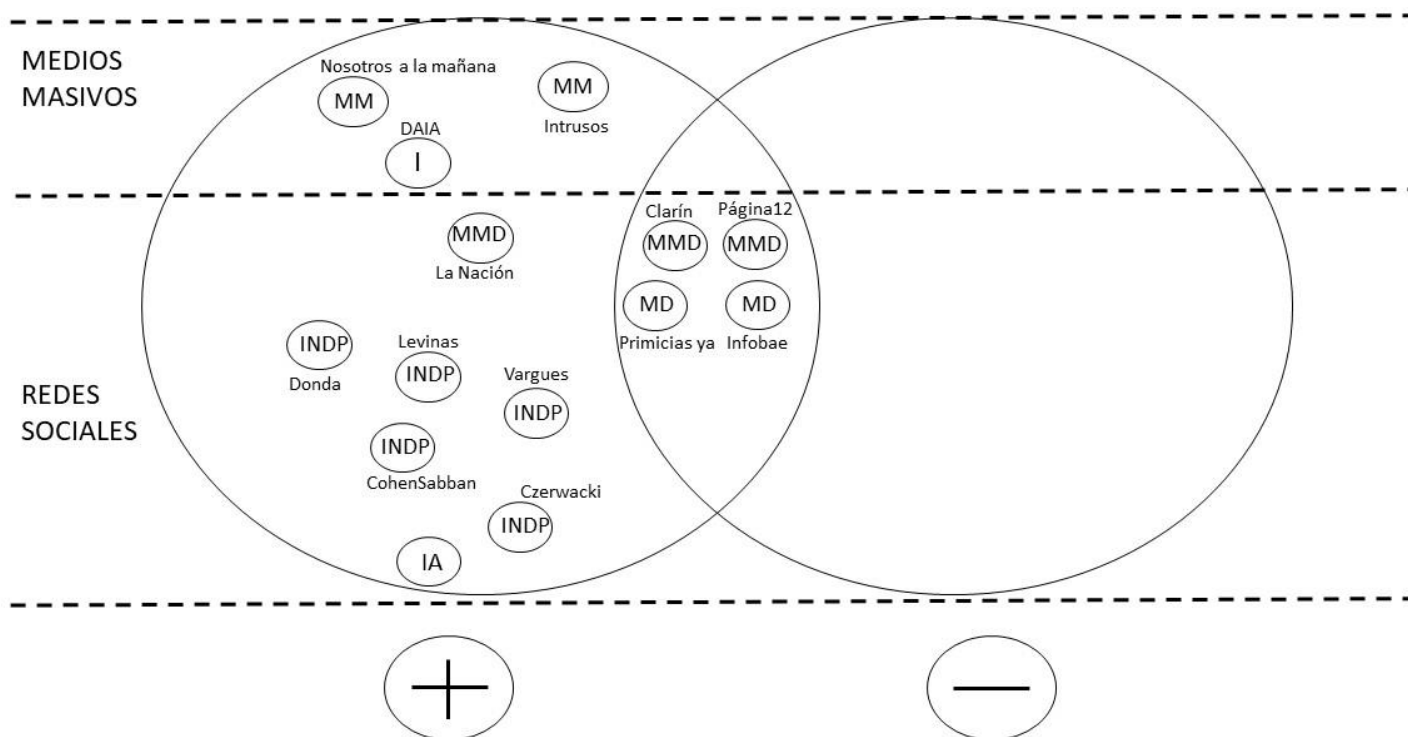 MEDIOS
MASIVOS
Nosotros a la mañana
MM
MM
Intrusos
DAIA
I
MMD
La Nación
Clarín
MMD
Página12
MMD
MD
Primicias ya
MD
Infobae
REDES
SOCIALES
INDP
Donda
Levinas
INDP
Vargues
INDP
INDP
CohenSabban
Czerwacki
INDP
IA
+
−